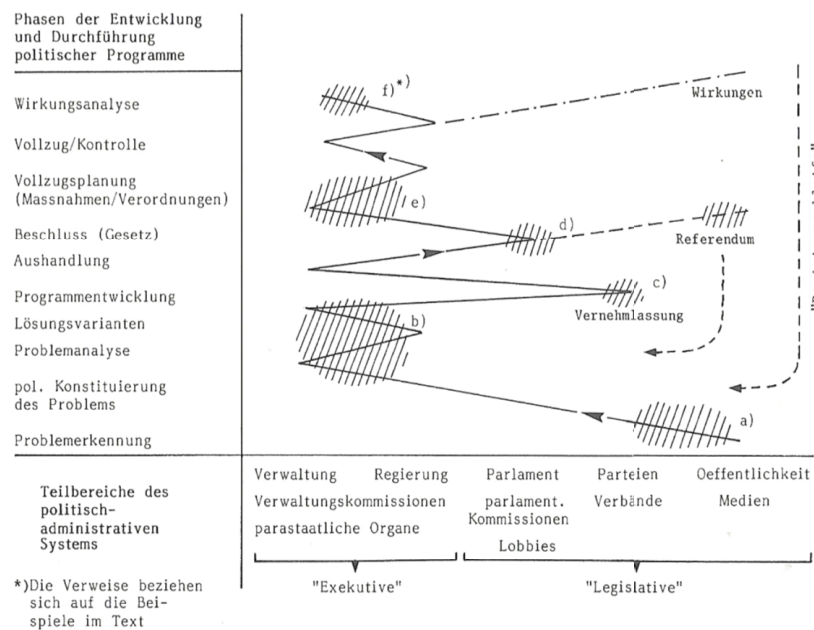 Phasen der Entwicklung
und Durchführung
politischer Programme
Wirkungsanalyse
Vollzug/Kontrolle
Vollzugsplanung
(Massnahmen/Verordnungen)
Beschluss (Gesetz)
Aushandlung
Programmentwicklung
Lösungsvarianten
Problemanalyse
pol. Konstituierung
des Problems
Problemerkennung
f)*)
Wirkungen
e)
d)
Referendum
c)
Vernehmlassung
b)
a)
Teilbereiche des
politisch-
administrativen
Systems
Verwaltung Regierung Parlament Parteien Oeffentlichkeit
Verwaltungskommissionen parlament. Verbände Medien
Kommissionen
parastaatliche Organe
Lobbies
"Exekutive" "Legislative"
*)Die Verweise beziehen
sich auf die Bei-
spiele im Text